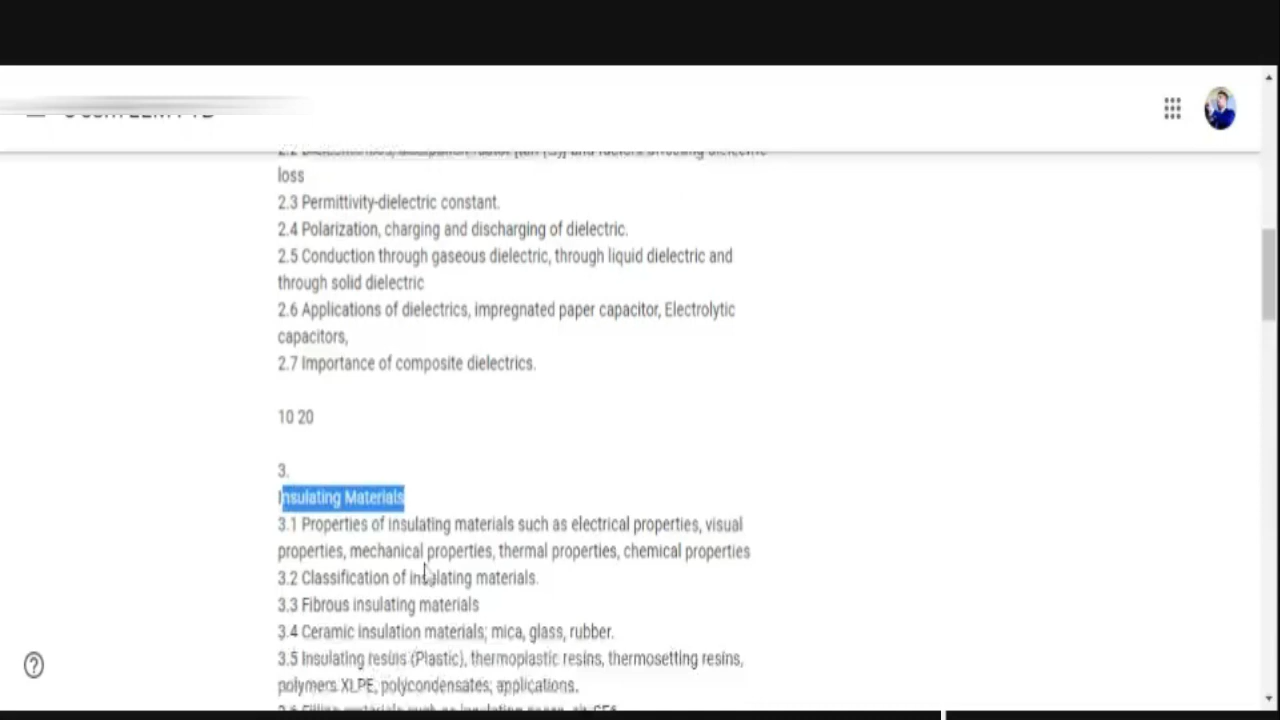 loss
2.3 Permittivity-dielectric constant.
2.4 Polarization, charging and discharging of dielectric.
2.5 Conduction through gaseous dielectric, through liquid dielectric and
through solid dielectric
2.6 Applications of dielectrics, impregnated paper capacitor, Electrolytic
capacitors,
2.7 Importance of composite dielectrics.
10 20
3.
Insulating Materials
3.1 Properties of insulating materials such as electrical properties, visual
properties, mechanical properties, thermal properties, chemical properties
3.2 Classification of insulating materials.
3.3 Fibrous insulating materials
3.4 Ceramic insulation materials; mica, glass, rubber.
3.5 Insulating resins (Plastic), thermoplastic resins, thermosetting resins,
polymers XLPE, polycondensates; applications.